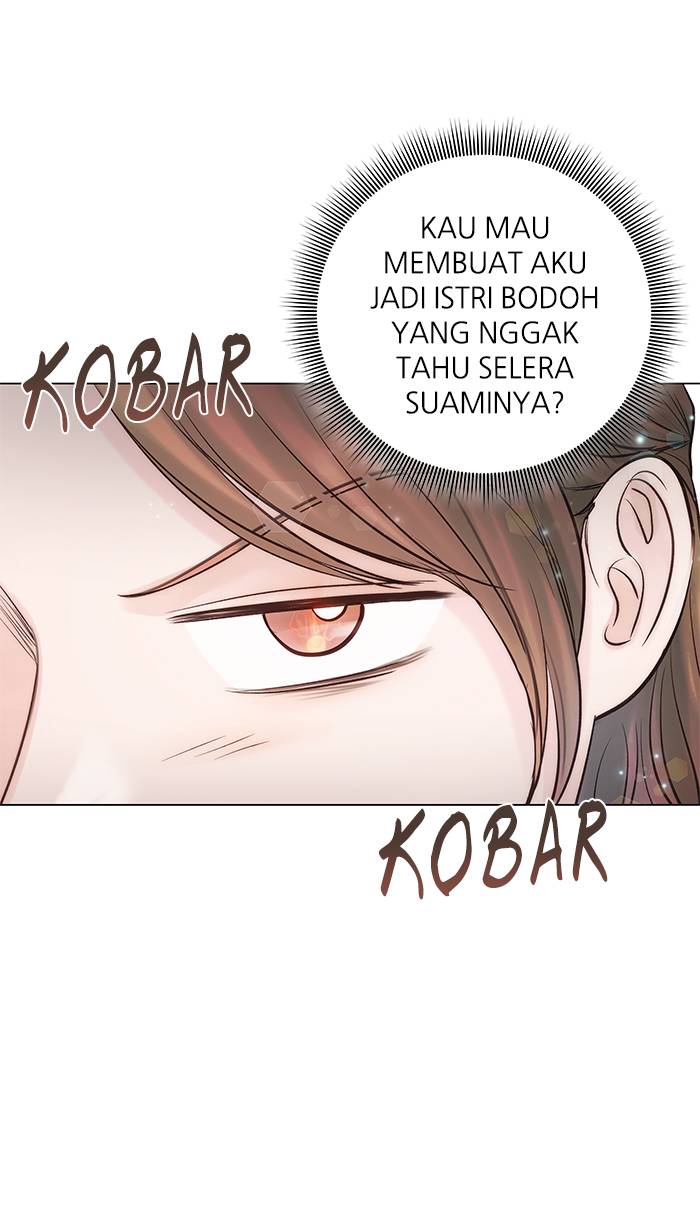 KAU MAU
MEMBUAT AKU
JADI ISTRI BODOH
YANG NGGAK
TAHU SELERA
SUAMINYA?
KOBAR
KOBAR